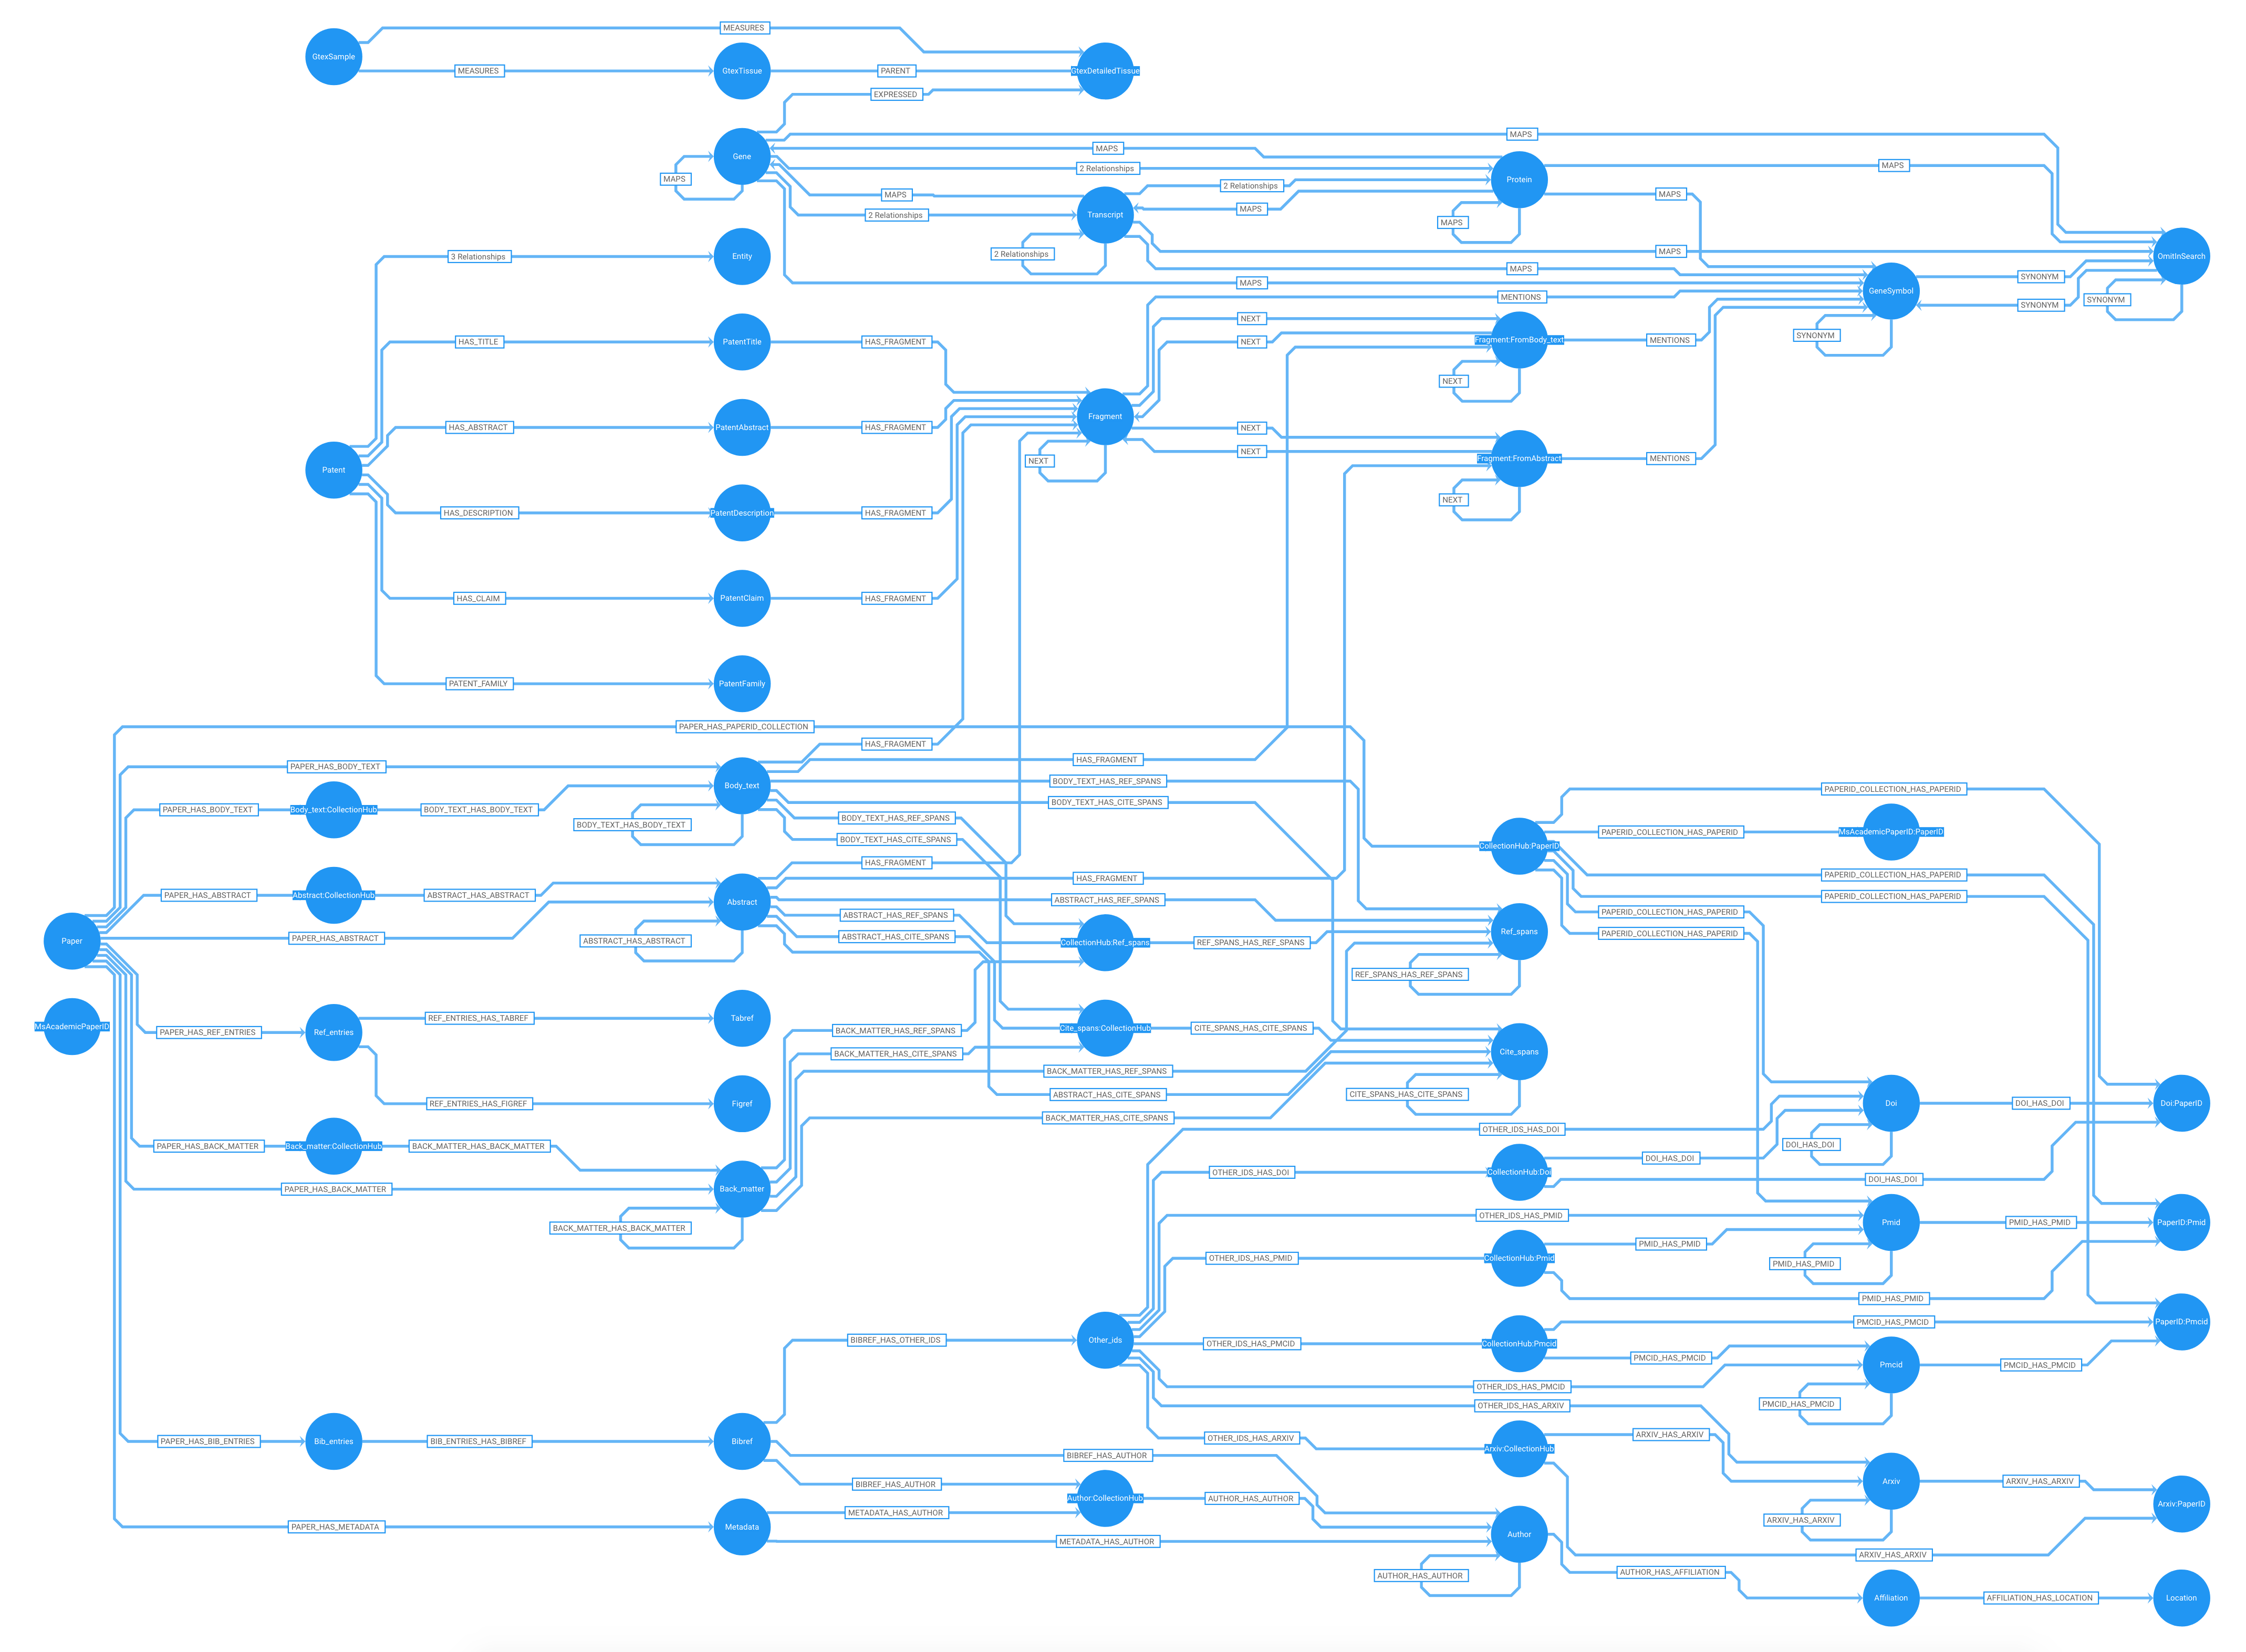 MEASURES
GtexSample
MEASURES
GtexTissue
PARENT
GtexDetailedTissue
EXPRESSED
MAPS
MAPS
Gene
2 Relationships
MAPS
MAPS
Protein
2 Relationships
MAPS
MAPS
MAPS
2 Relationships
Transcript
MAPS
MAPS
2 Relationships
MAPS
3 Relationships
Entity
OmitInSearch
MAPS
SYNONYM
MAPS
GeneSymbol
MENTIONS
SYNONYM
SYNONYM
NEXT
SYNONYM
HAS_TITLE
PatentTitle
HAS_FRAGMENT
NEXT
Fragment:FromBody_text
MENTIONS
NEXT
Fragment
HAS_ABSTRACT
PatentAbstract
HAS_FRAGMENT
NEXT
NEXT
NEXT
Fragment:FromAbstract
MENTIONS
Patent
NEXT
HAS_DESCRIPTION
PatentDescription
HAS_FRAGMENT
HAS_CLAIM
PatentClaim
HAS_FRAGMENT
PATENT_FAMILY
PatentFamily
PAPER_HAS_PAPERID_COLLECTION
HAS_FRAGMENT
HAS_FRAGMENT
PAPER_HAS_BODY_TEXT
Body_text
BODY_TEXT_HAS_REF_SPANS
PAPERID_COLLECTION_HAS_PAPERID
BODY_TEXT_HAS_CITE_SPANS
PAPER_HAS_BODY_TEXT
Body_text:CollectionHub
BODY_TEXT_HAS_BODY_TEXT
BODY_TEXT_HAS_REF_SPANS
BODY_TEXT_HAS_BODY_TEXT
PAPERID_COLLECTION_HAS_PAPERID
MsAcademicPaperID:PaperID
BODY_TEXT_HAS_CITE_SPANS
CollectionHub:PaperID
HAS_FRAGMENT
HAS_FRAGMENT
PAPERID_COLLECTION_HAS_PAPERID
PAPER_HAS_ABSTRACT
Abstract:CollectionHub
ABSTRACT_HAS_ABSTRACT
Abstract
ABSTRACT_HAS_REF_SPANS
PAPERID_COLLECTION_HAS_PAPERID
ABSTRACT_HAS_REF_SPANS
PAPERID_COLLECTION_HAS_PAPERID
Ref_spans
PAPERID_COLLECTION_HAS_PAPERID
Paper
PAPER_HAS_ABSTRACT
ABSTRACT_HAS_ABSTRACT
ABSTRACT_HAS_CITE_SPANS
CollectionHub:Ref_spans
REF_SPANS_HAS_REF_SPANS
REF_SPANS_HAS_REF_SPANS
MsAcademicPaperID
PAPER_HAS_REF_ENTRIES
Ref_entries
REF_ENTRIES_HAS_TABREF
Tabref
BACK_MATTER_HAS_REF_SPANS
Cite_spans:CollectionHub
CITE_SPANS_HAS_CITE_SPANS
BACK_MATTER_HAS_CITE_SPANS
Cite_spans
BACK_MATTER_HAS_REF_SPANS
ABSTRACT_HAS_CITE_SPANS
CITE_SPANS_HAS_CITE_SPANS
REF_ENTRIES_HAS_FIGREF
Figref
Doi
DOI_HAS_DOI
Doi:PaperID
BACK_MATTER_HAS_CITE_SPANS
OTHER_IDS_HAS_DOI
PAPER_HAS_BACK_MATTER
Back_matter:CollectionHub
BACK_MATTER_HAS_BACK_MATTER
DOI_HAS_DOI
DOI_HAS_DOI
OTHER_IDS_HAS_DOI
CollectionHub:Doi
DOI_HAS_DOI
PAPER_HAS_BACK_MATTER
Back_matter
OTHER_IDS_HAS_PMID
BACK_MATTER_HAS_BACK_MATTER
Pmid
PMID_HAS_PMID
PaperID:Pmid
PMID_HAS_PMID
OTHER_IDS_HAS_PMID
CollectionHub:Pmid
PMID_HAS_PMID
PMID_HAS_PMID
BIBREF_HAS_OTHER_IDS
Other_ids
OTHER_IDS_HAS_PMCID
CollectionHub:Pmcid
PMCID_HAS_PMCID
PaperID:Pmcid
PMCID_HAS_PMCID
Pmcid
PMCID_HAS_PMCID
OTHER_IDS_HAS_PMCID
PMCID_HAS_PMCID
OTHER_IDS_HAS_ARXIV
PAPER_HAS_BIB_ENTRIES
Bib_entries
BIB_ENTRIES_HAS_BIBREF
Bibref
OTHER_IDS_HAS_ARXIV
Arxiv:CollectionHub
ARXIV_HAS_ARXIV
BIBREF_HAS_AUTHOR
BIBREF_HAS_AUTHOR
Arxiv
ARXIV_HAS_ARXIV
Author:CollectionHub
AUTHOR_HAS_AUTHOR
Arxiv:PaperID
METADATA_HAS_AUTHOR
ARXIV_HAS_ARXIV
PAPER_HAS_METADATA
Metadata
METADATA_HAS_AUTHOR
Author
ARXIV_HAS_ARXIV
AUTHOR_HAS_AUTHOR
AUTHOR_HAS_AFFILIATION
Affiliation
AFFILIATION_HAS_LOCATION
Location